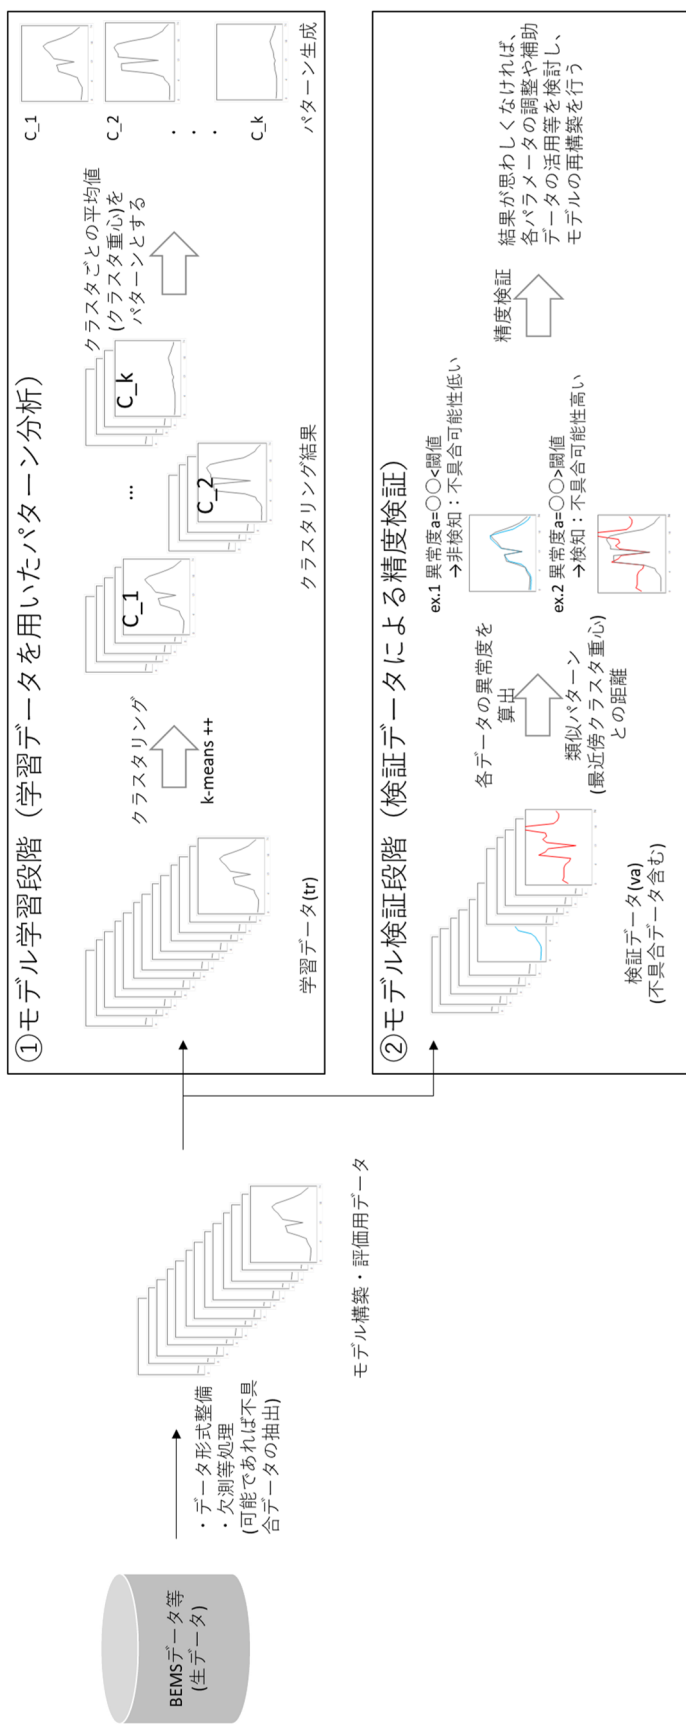 BEMSデータ等
(生データ)
・データ形式整備
・欠測等処理
(可能であれば不具
合データの抽出)
モデル構築・評価用データ
①モデル学習段階（学習データを用いたパターン分析）
学習データ(tr)
クラスタリング
k-means ++
C_1
C_2
...
C_k
クラスタリング結果
クラスタごとの平均値
(クラスタ重心)を
パターンとする
C_1
C_2
・・・
C_k
パターン生成
②モデル検証段階（検証データによる精度検証）
検証データ(va)
(不具合データ含む)
各データの異常度を
算出
類似パターン
(最近傍クラスタ重心)
との距離
ex.1 異常度a=〇〇<閾値
→非検知：不具合可能性低い
ex.2 異常度a=〇〇>閾値
→検知：不具合可能性高い
精度検証
結果が思わしくなければ、
各パラメータの調整や補助
データの活用等を検討し、
モデルの再構築を行う